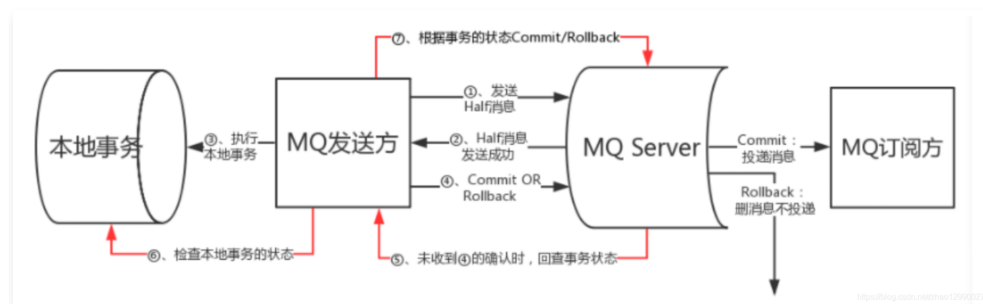 ⑦、根据事务的状态Commit/Rollback
①、发送
Half消息
本地事务
③、执行
本地事务
MQ发送方
②、Half消息
发送成功
MQ Server
Commit：
投递消息
MQ订阅方
④、Commit OR
Rollback
Rollback：
删消息不投递
⑥、检查本地事务的状态
⑤、未收到④的确认时，回查事务状态